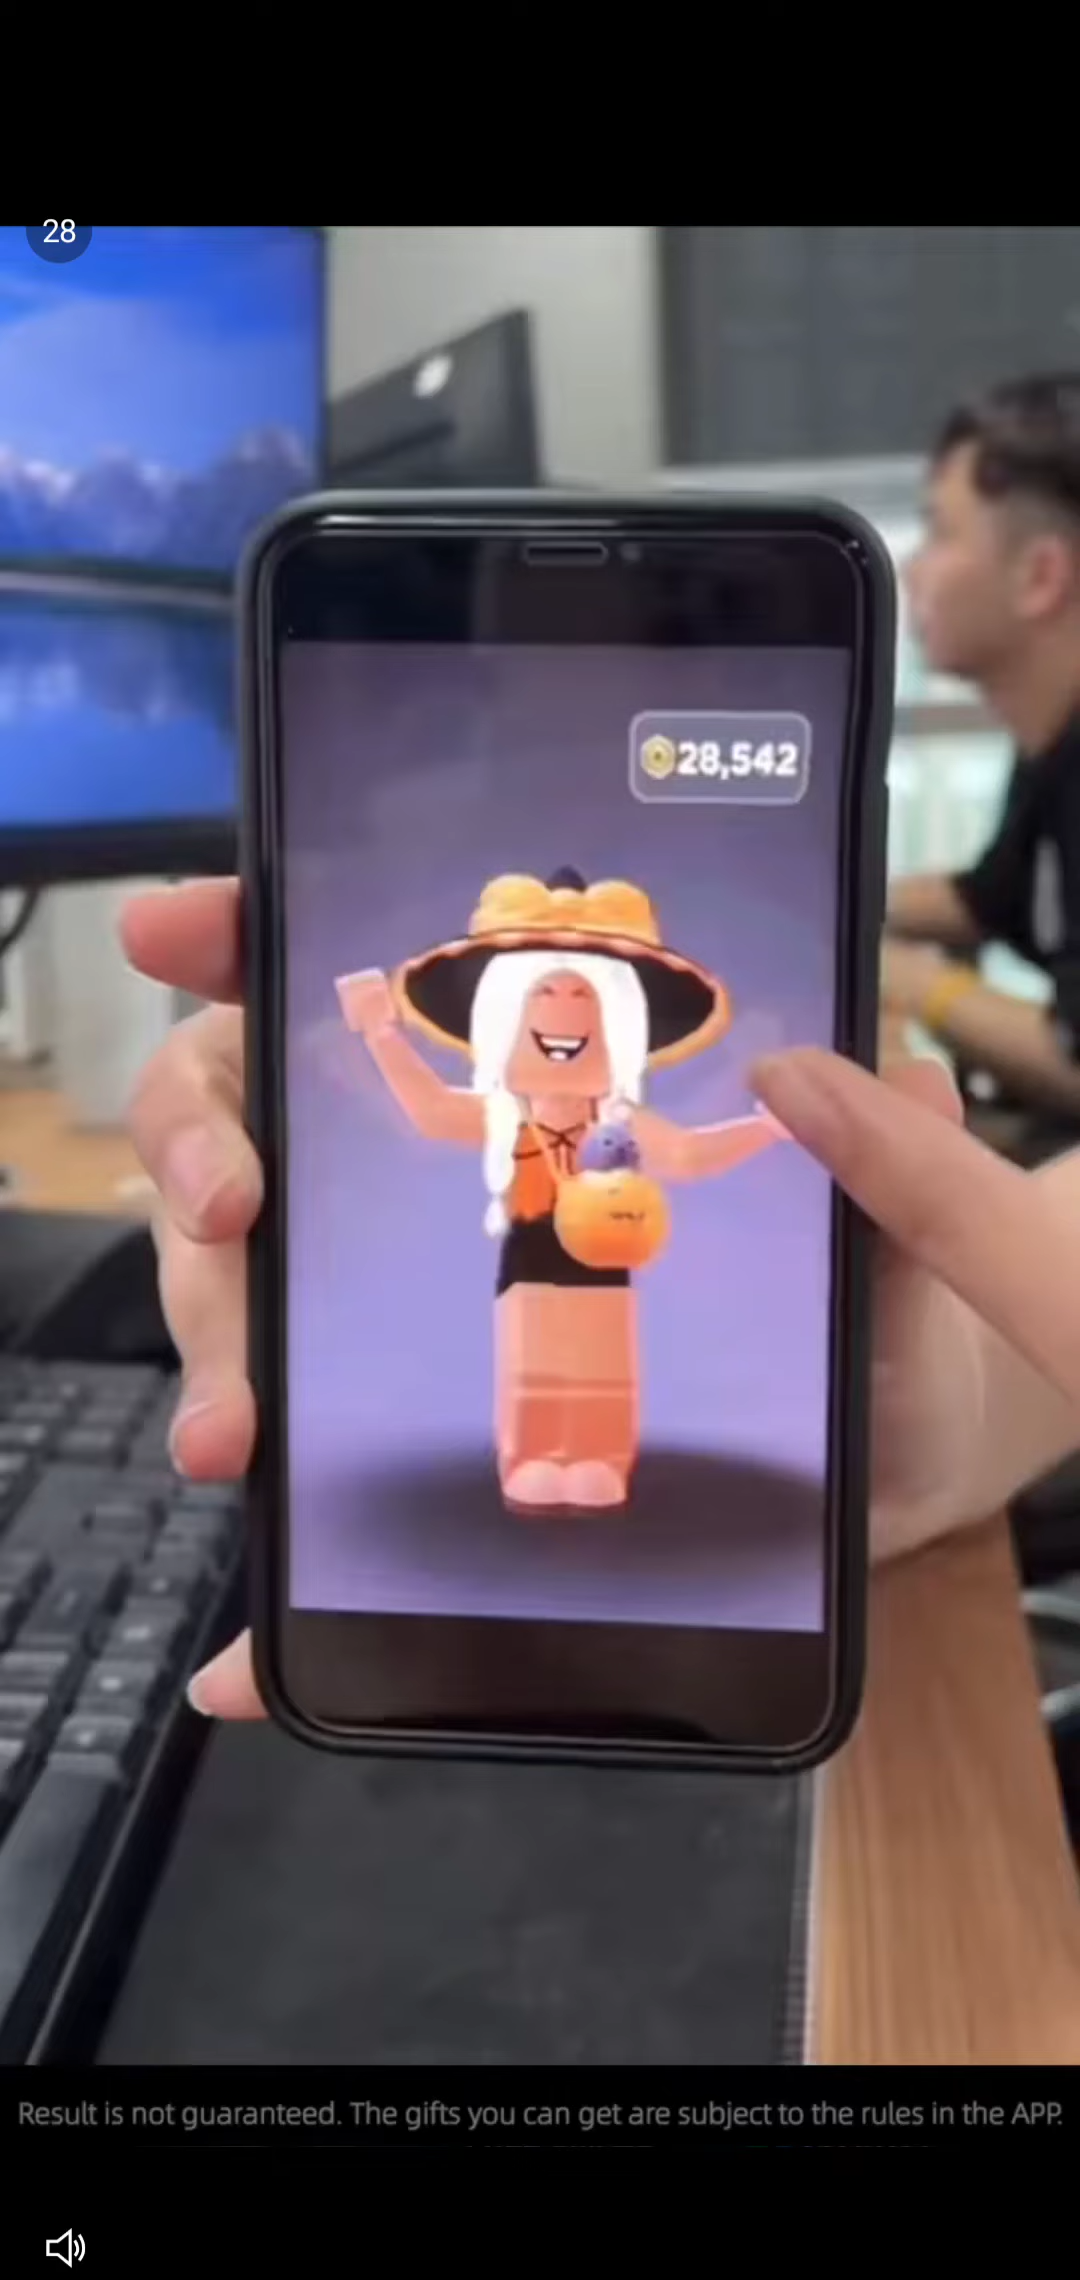 28
28,542
Result is not guaranteed. The gifts you can get are subject to the rules in the APP.